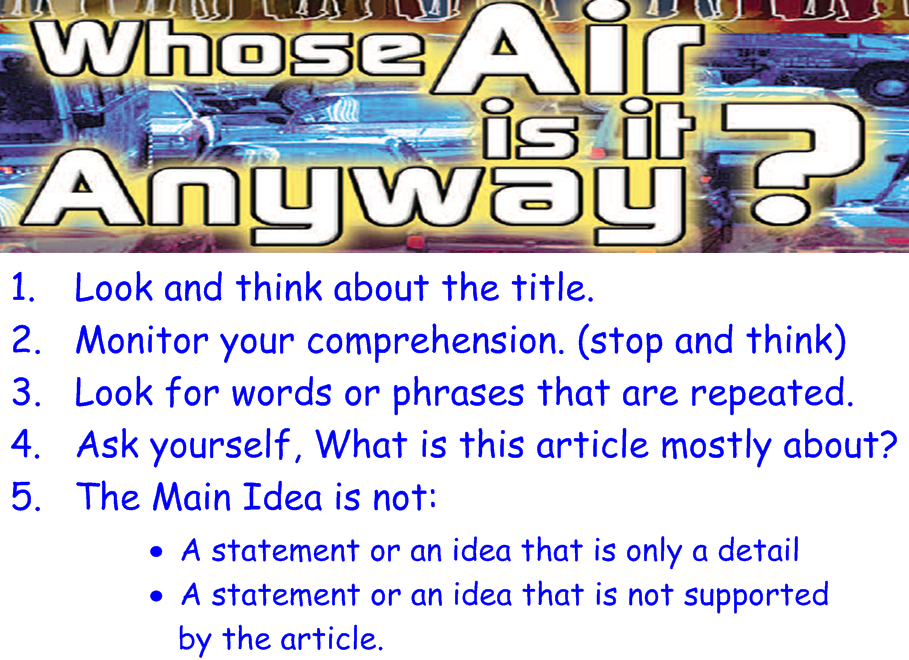 Whose Air
is it
Anyway?
1. Look and think about the title.
2. Monitor your comprehension. (stop and think)
3. Look for words or phrases that are repeated.
4. Ask yourself, What is this article mostly about?
5. The Main Idea is not:
• A statement or an idea that is only a detail
• A statement or an idea that is not supported
by the article.